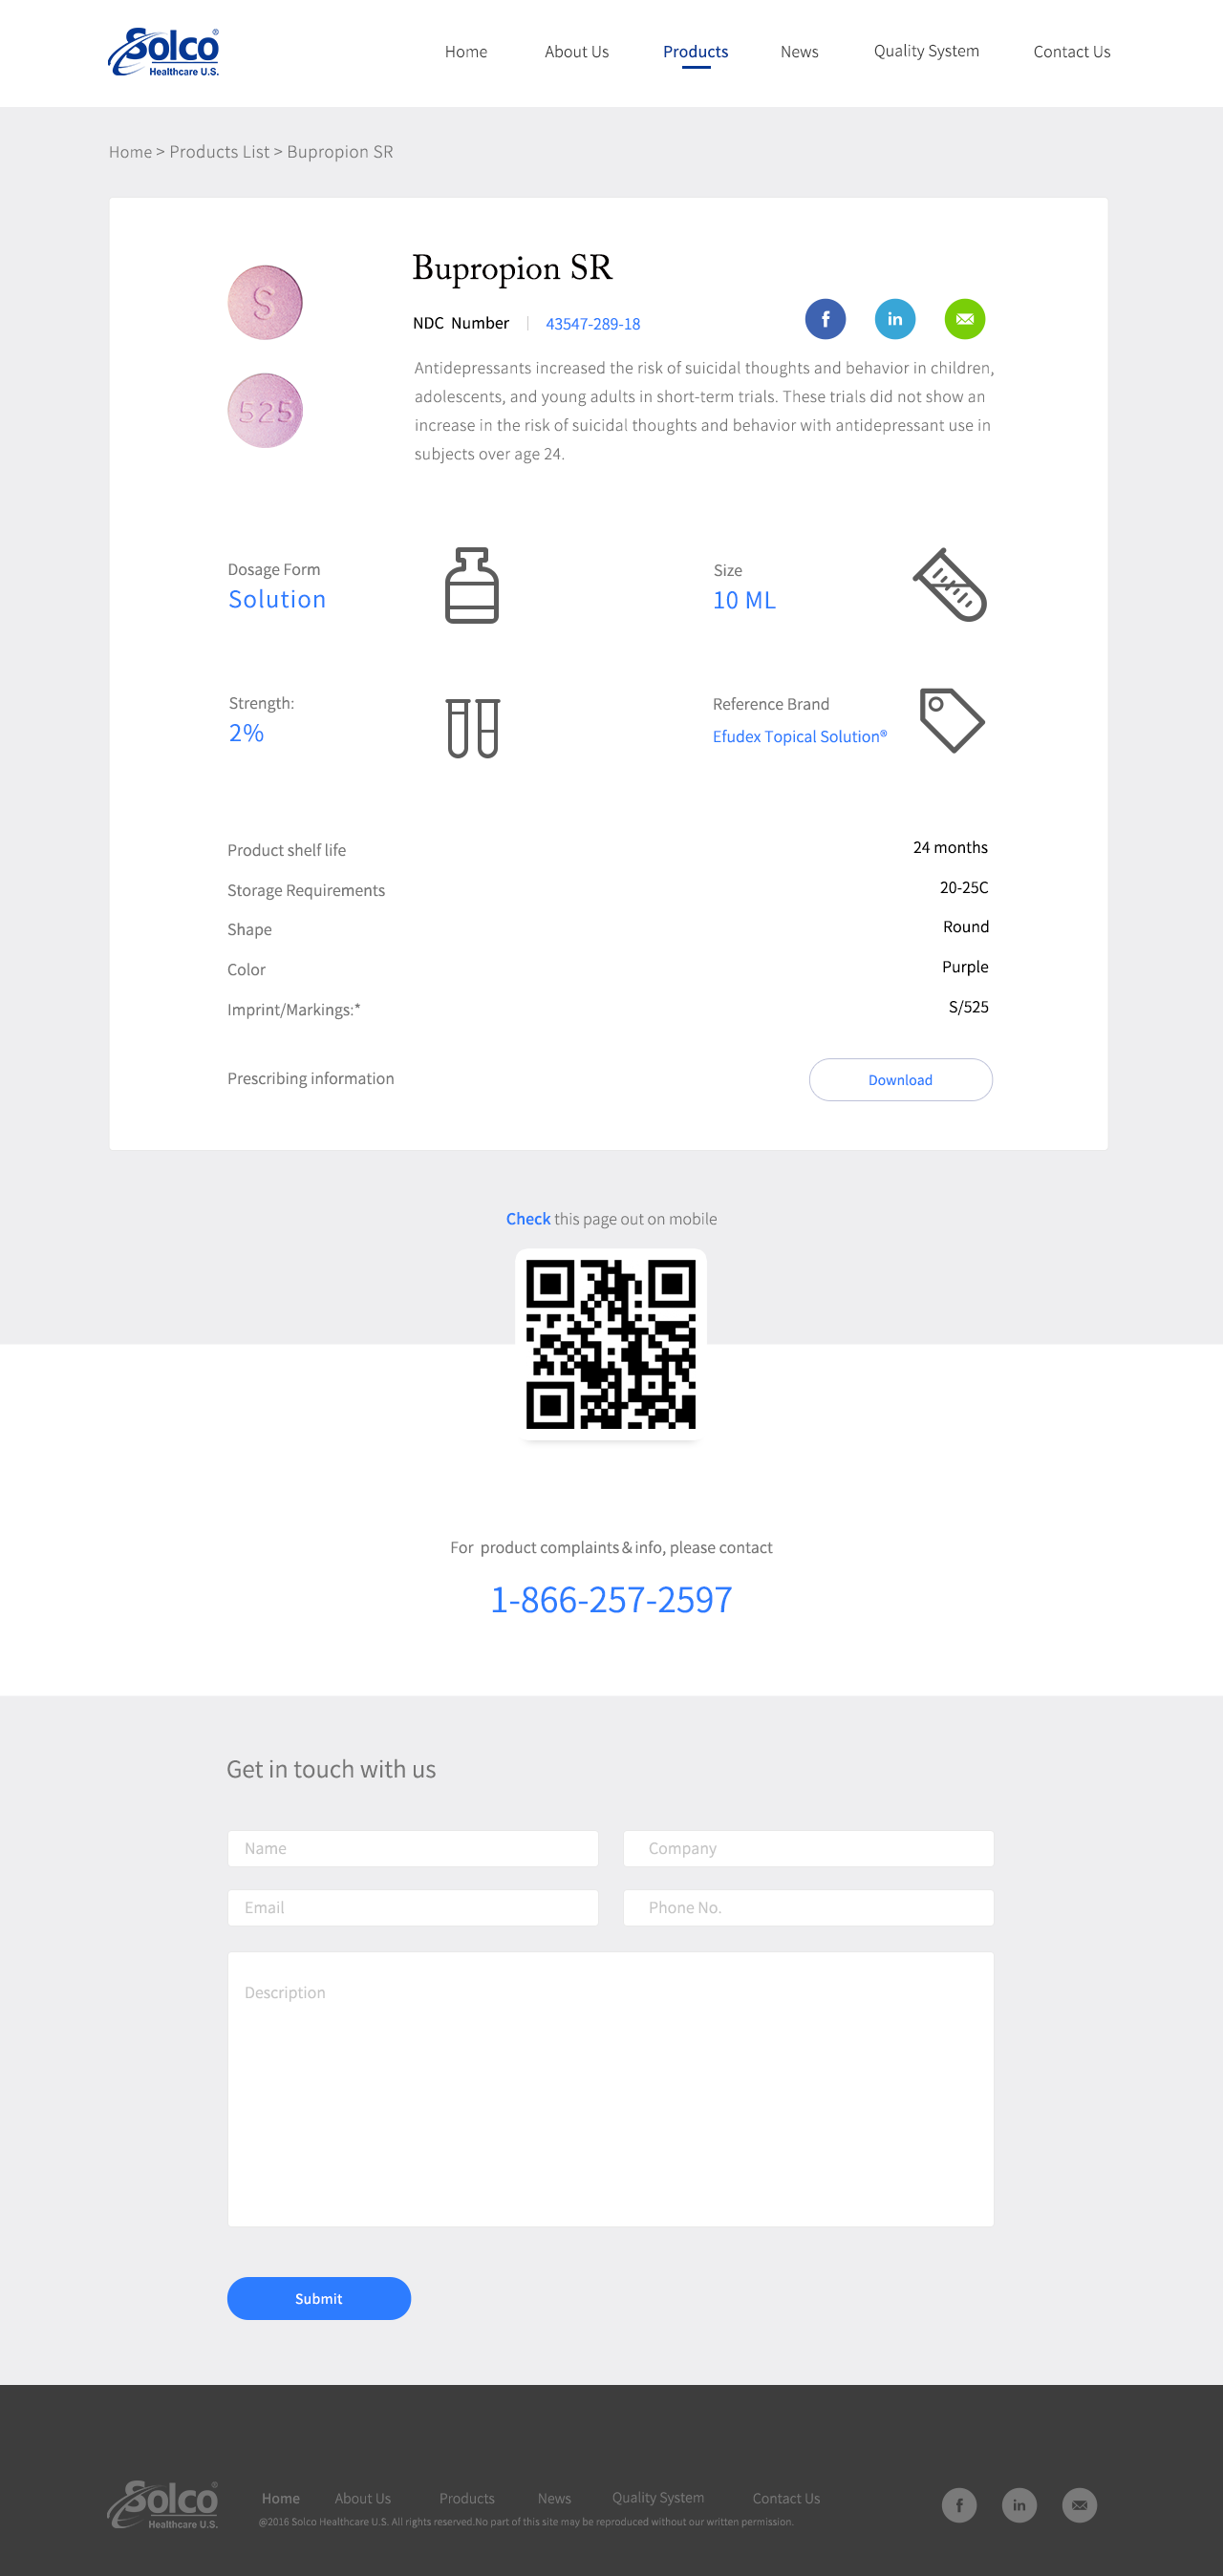 Solco®
Healthcare U.S.
Home About Us Products News Quality System Contact Us
Home > Products List > Bupropion SR
S
525
Bupropion SR
NDC Number | 43547-289-18
f in
Antidepressants increased the risk of suicidal thoughts and behavior in children,
adolescents, and young adults in short-term trials. These trials did not show an
increase in the risk of suicidal thoughts and behavior with antidepressant use in
subjects over age 24.
Dosage Form
Solution
Size
10 ML
Strength:
2%
Reference Brand
Efudex Topical Solution®
Product shelf life 24 months
Storage Requirements 20-25C
Shape Round
Color Purple
Imprint/Markings:* S/525
Prescribing information Download
Check this page out on mobile
For product complaints & info, please contact
1-866-257-2597
Get in touch with us
Name Company
Email Phone No.
Description
Submit
Solco®
Healthcare U.S.
Home About Us Products News Quality System Contact Us
@2016 Solco Healthcare U.S. All rights reserved.No part of this site may be reproduced without our written permission.
f in